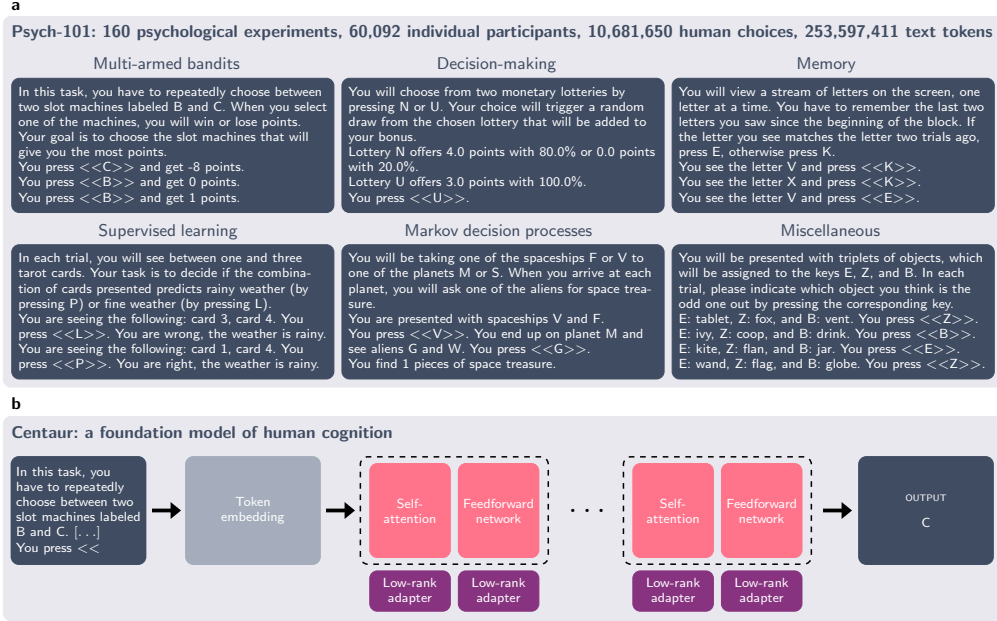 a
Psych-101: 160 psychological experiments, 60,092 individual participants, 10,681,650 human choices, 253,597,411 text tokens
Multi-armed bandits
In this task, you have to repeatedly choose between
two slot machines labeled B and C. When you select
one of the machines, you will win or lose points.
Your goal is to choose the slot machines that will
give you the most points.
You press <<C>> and get -8 points.
You press <<B>> and get 0 points.
You press <<B>> and get 1 points.
Decision-making
You will choose from two monetary lotteries by
pressing N or U. Your choice will trigger a random
draw from the chosen lottery that will be added to
your bonus.
Lottery N offers 4.0 points with 80.0% or 0.0 points
with 20.0%.
Lottery U offers 3.0 points with 100.0%.
You press <<U>>.
Memory
You will view a stream of letters on the screen, one
letter at a time. You have to remember the last two
letters you saw since the beginning of the block. If
the letter you see matches the letter two trials ago,
press E, otherwise press K.
You see the letter V and press <<K>>.
You see the letter X and press <<K>>.
You see the letter V and press <<E>>.
Supervised learning
In each trial, you will see between one and three
tarot cards. Your task is to decide if the combina-
tion of cards presented predicts rainy weather (by
pressing P) or fine weather (by pressing L).
You are seeing the following: card 3, card 4. You
press <<L>>. You are wrong, the weather is rainy.
You are seeing the following: card 1, card 4. You
press <<P>>. You are right, the weather is rainy.
Markov decision processes
You will be taking one of the spaceships F or V to
one of the planets M or S. When you arrive at each
planet, you will ask one of the aliens for space trea-
sure.
You are presented with spaceships V and F.
You press <<V>>. You end up on planet M and
see aliens G and W. You press <<G>>.
You find 1 pieces of space treasure.
Miscellaneous
You will be presented with triplets of objects, which
will be assigned to the keys E, Z, and B. In each
trial, please indicate which object you think is the
odd one out by pressing the corresponding key.
E: tablet, Z: fox, and B: vent. You press <<Z>>.
E: ivy, Z: coop, and B: drink. You press <<B>>.
E: kite, Z: flan, and B: jar. You press <<E>>.
E: wand, Z: flag, and B: globe. You press <<Z>>.
b
Centaur: a foundation model of human cognition
In this task, you
have to repeatedly
choose between two
slot machines labeled
B and C. [...]
You press <<
Token
embedding
Self-
attention
Feedforward
network
Low-rank
adapter
Low-rank
adapter
...
Self-
attention
Feedforward
network
Low-rank
adapter
Low-rank
adapter
OUTPUT
C